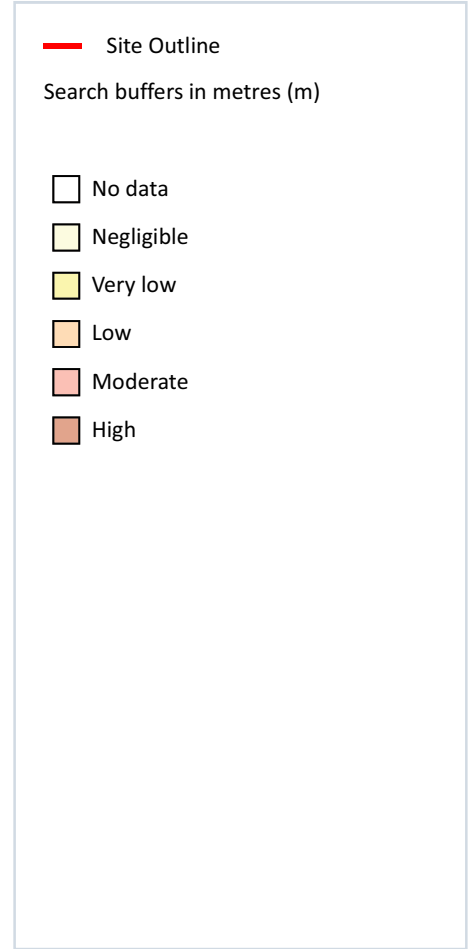 Site Outline
Search buffers in metres (m)
No data
Negligible
Very low
Low
Moderate
High